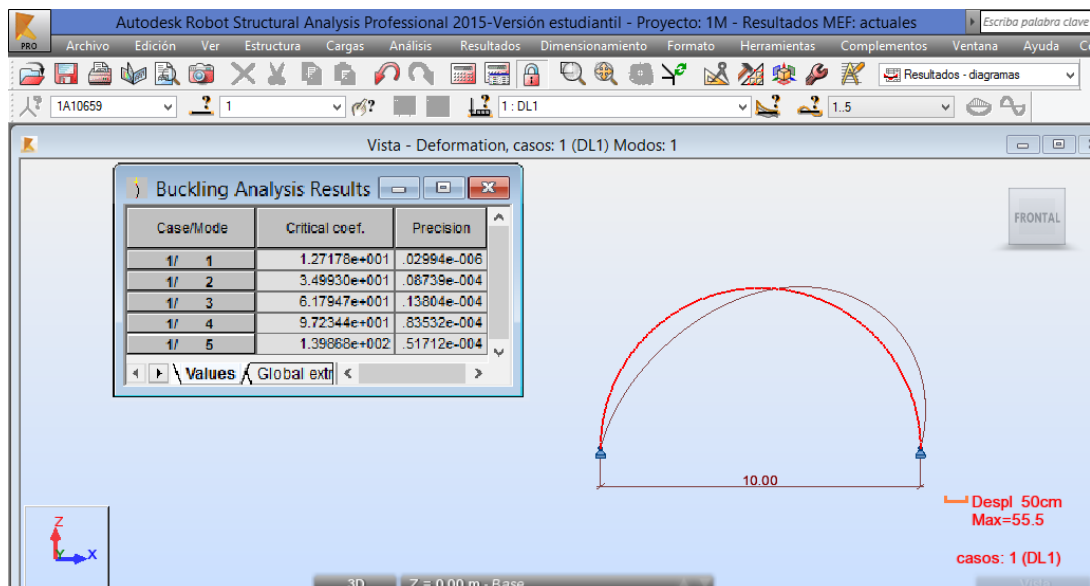 Autodesk Robot Structural Analysis Professional 2015-Versión estudiantil - Proyecto: 1M - Resultados MEF: actuales
Escriba palabra clave
PRO
Archivo Edición Ver Estructura Cargas Análisis Resultados Dimensionamiento Formato Herramientas Complementos Ventana Ayuda
Resultados - diagramas
1A10659 1 1 : DL1 1..5
Vista - Deformation, casos: 1 (DL1) Modos: 1
Buckling Analysis Results
Case/Mode Critical coef. Precision
1/ 1 1.27178e+001 .02994e-006
1/ 2 3.49930e+001 .08739e-004
1/ 3 6.17947e+001 .13804e-004
1/ 4 9.72344e+001 .83532e-004
1/ 5 1.39868e+002 .51712e-004
Values Global extr
FRONTAL
10.00
Despl 50cm
Max=55.5
casos: 1 (DL1)
Z
Y X
3D Z = 0.00 m - Base